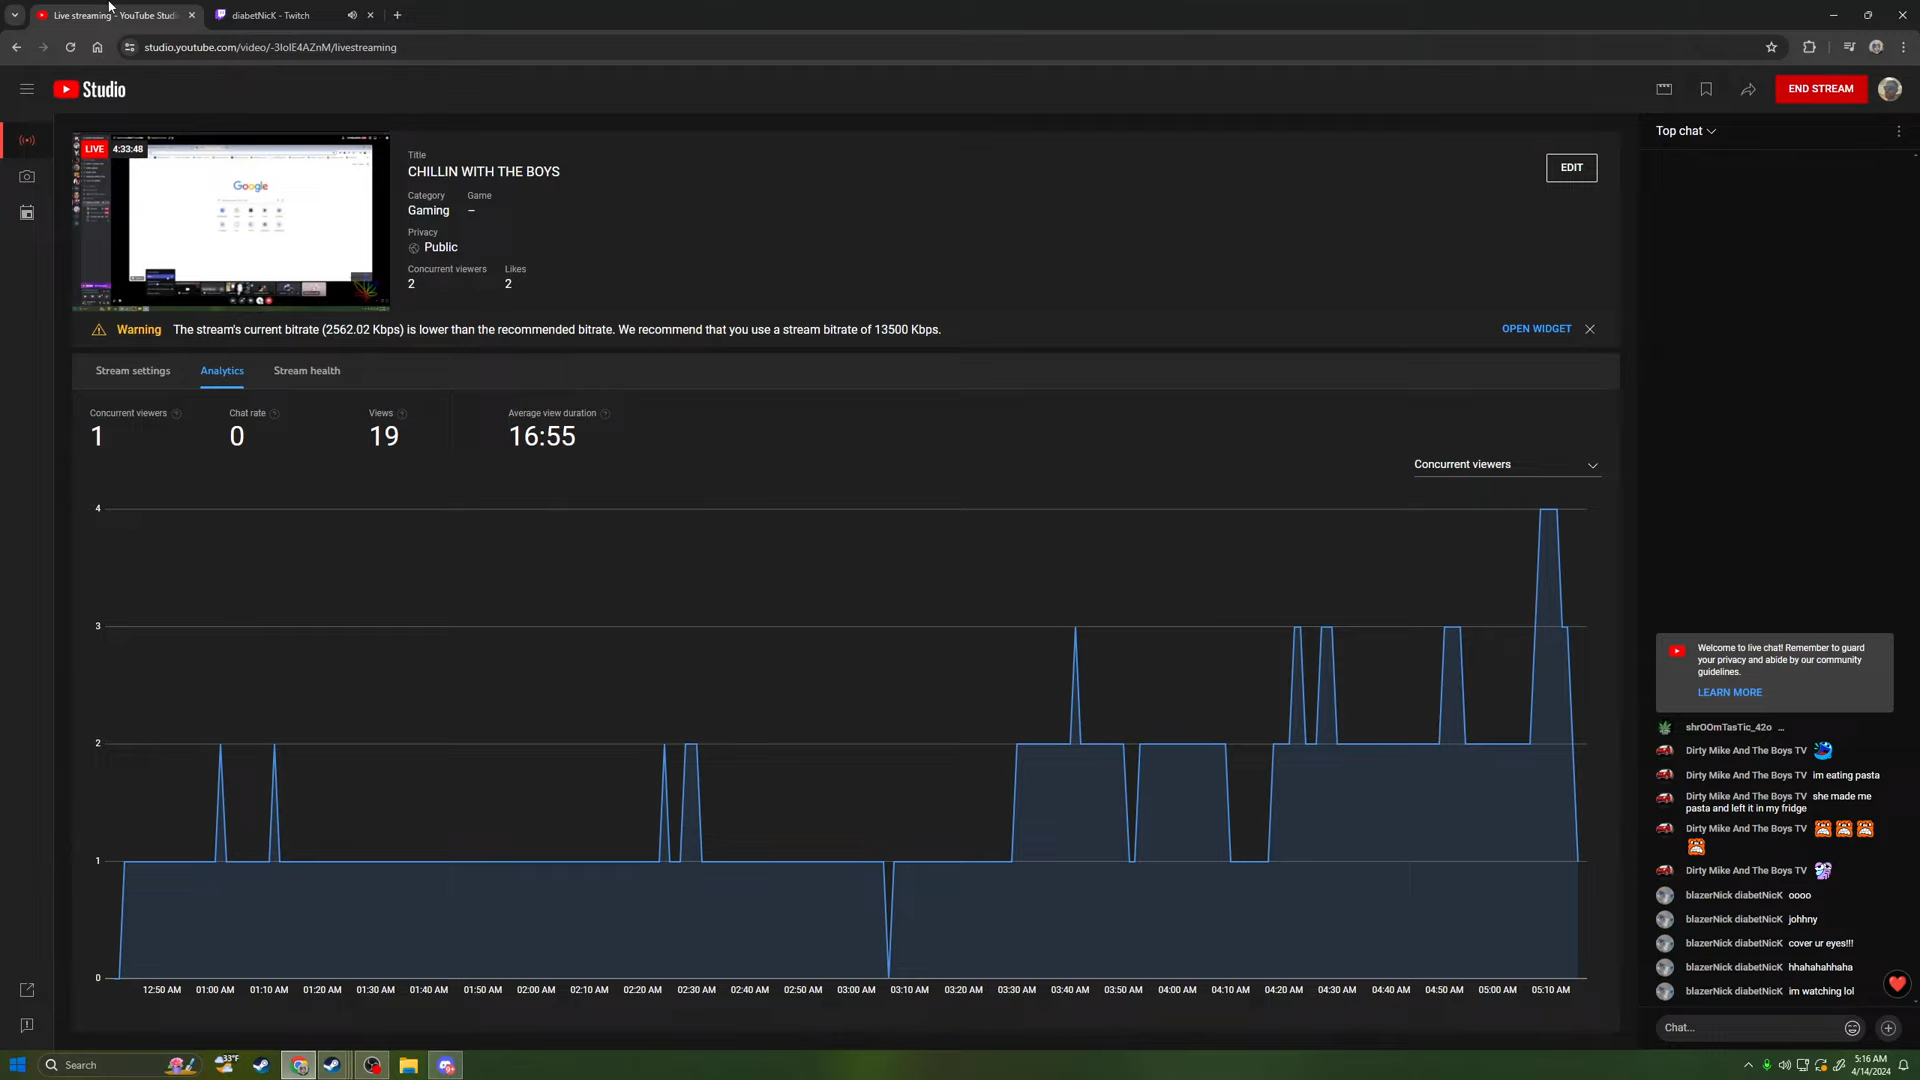 Live streaming - YouTube Studi
diabetNicK - Twitch
studio.youtube.com/video/-3IolE4AZnM/livestreaming
Studio
END STREAM
LIVE 4:33:48
Google
Title
CHILLIN WITH THE BOYS
Category Game
Gaming –
Privacy
Public
Concurrent viewers Likes
2 2
EDIT
Top chat
Warning The stream's current bitrate (2562.02 Kbps) is lower than the recommended bitrate. We recommend that you use a stream bitrate of 13500 Kbps.
OPEN WIDGET
Stream settings Analytics Stream health
Concurrent viewers Chat rate Views Average view duration
1 0 19 16:55
Concurrent viewers
4
3
2
1
0
12:50 AM 01:00 AM 01:10 AM 01:20 AM 01:30 AM 01:40 AM 01:50 AM 02:00 AM 02:10 AM 02:20 AM 02:30 AM 02:40 AM 02:50 AM 03:00 AM 03:10 AM 03:20 AM 03:30 AM 03:40 AM 03:50 AM 04:00 AM 04:10 AM 04:20 AM 04:30 AM 04:40 AM 04:50 AM 05:00 AM 05:10 AM
Welcome to live chat! Remember to guard
your privacy and abide by our community
guidelines.
LEARN MORE
shrOOmTasTic_42o ...
Dirty Mike And The Boys TV
Dirty Mike And The Boys TV im eating pasta
Dirty Mike And The Boys TV she made me
pasta and left it in my fridge
Dirty Mike And The Boys TV
Dirty Mike And The Boys TV
blazerNick diabetNicK oooo
blazerNick diabetNicK johhny
blazerNick diabetNicK cover ur eyes!!!
blazerNick diabetNicK hhahahahhaha
blazerNick diabetNicK im watching lol
Chat...
Search
33°F
5:16 AM
4/14/2024